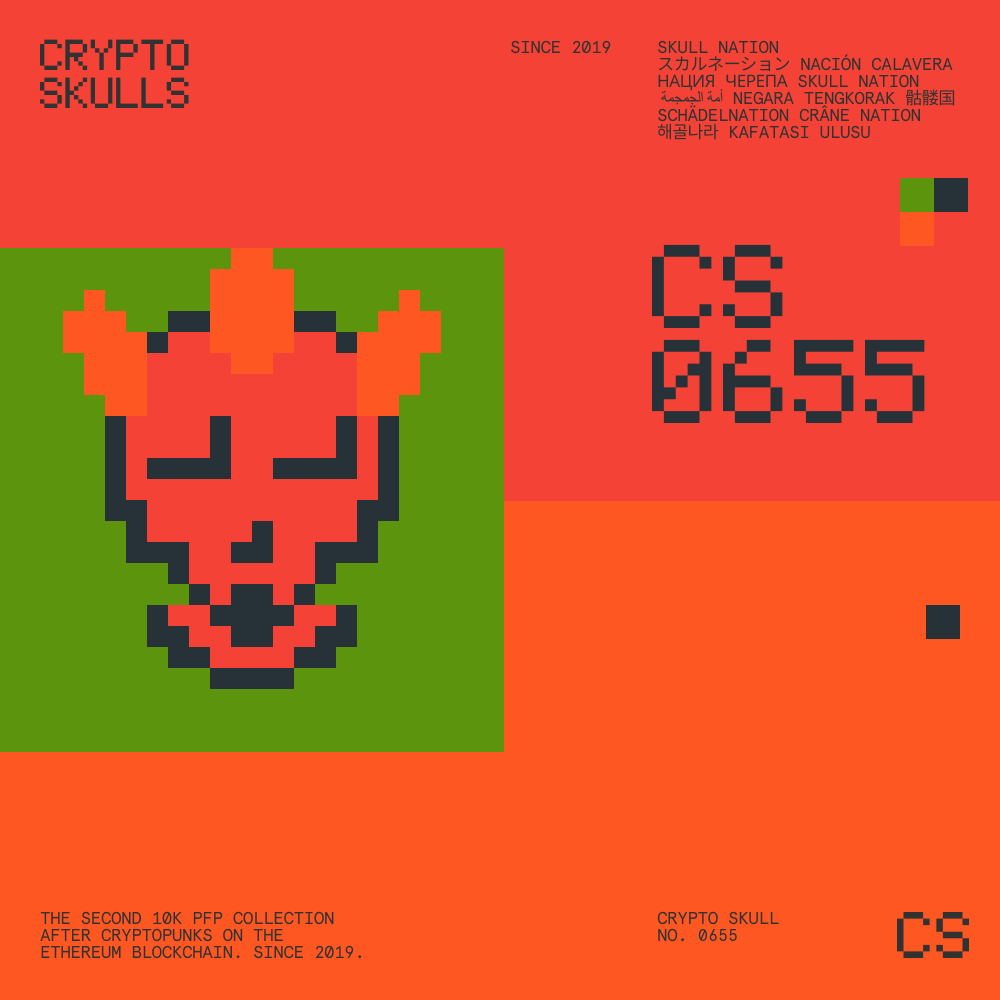 CRYPTO
SKULLS
SINCE 2019
SKULL NATION
スカルネーション NACIÓN CALAVERA
НАЦИЯ ЧЕРЕПА SKULL NATION
أمة الجمجمة NEGARA TENGKORAK 骷髅国
SCHÄDELNATION CRÂNE NATION
해골나라 KAFATASI ULUSU
CS
0655
THE SECOND 10K PFP COLLECTION
AFTER CRYPTOPUNKS ON THE
ETHEREUM BLOCKCHAIN. SINCE 2019.
CRYPTO SKULL
NO. 0655
CS